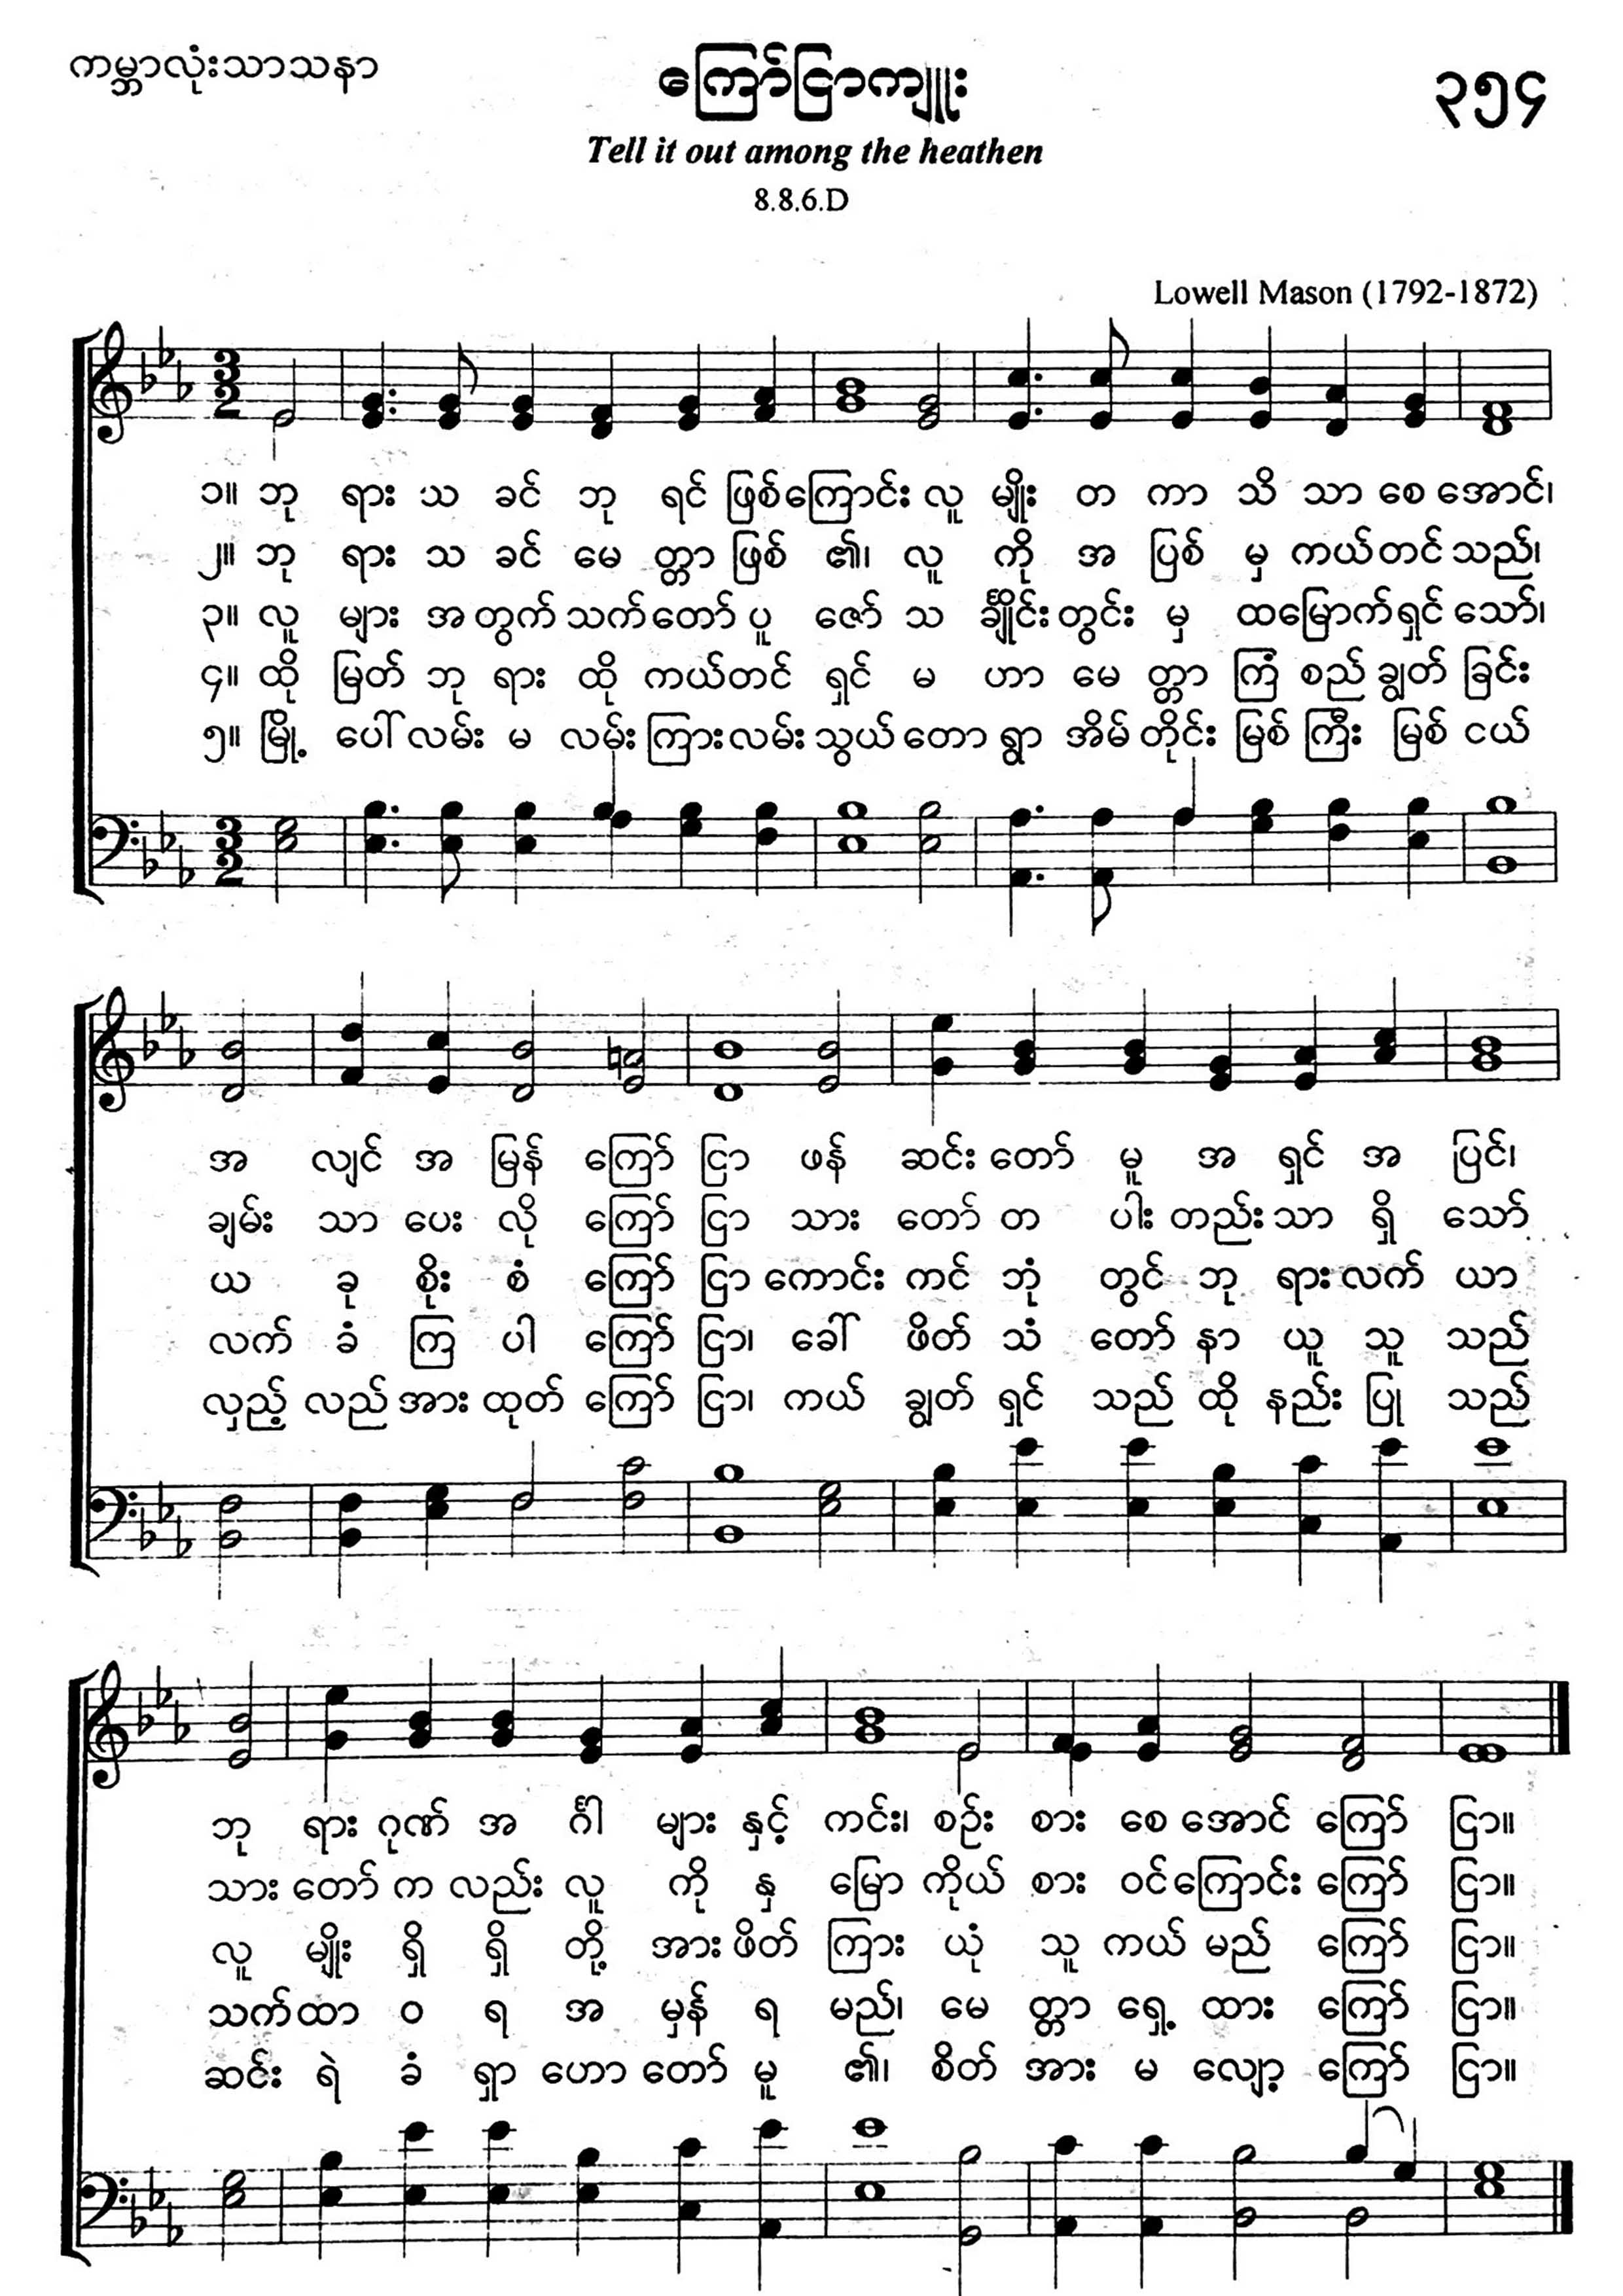 ကမ္ဘာလုံးသာသနာ
ကြော်ငြာကျူး
၃၅၄
Tell it out among the heathen
8.8.6.D
Lowell Mason (1792-1872)
၁။ ဘု ရား သ ခင် ဘု ရင် ဖြစ်ကြောင်း လူ မျိုး တ ကာ သိ သာ စေ အောင်၊
၂။ ဘု ရား သ ခင် မေ တ္တာ ဖြစ် ၏၊ လူ ကို အ ပြစ် မှ ကယ်တင် သည်၊
၃။ လူ များ အ တွက် သက်တော် ပူ ဇော် သ င်္ချိုင်း တွင်း မှ ထမြောက်ရှင် သော်၊
၄။ ထို မြတ် ဘု ရား ထို ကယ်တင် ရှင် မ ဟာ မေ တ္တာ ကြံ စည် ချွတ် ခြင်း
၅။ မြို့ ပေါ် လမ်း မ လမ်း ကြား လမ်း သွယ် တော ရွာ အိမ် တိုင်း မြစ် ကြီး မြစ် ငယ်
အ လျင် အ မြန် ကြော် ငြာ ဖန် ဆင်း တော် မူ အ ရှင် အ ပြင်၊
ချမ်း သာ ပေး လို ကြော် ငြာ သား တော် တ ပါး တည်း သာ ရှိ သော်
ယ ခု စိုး စံ ကြော် ငြာ ကောင်း ကင် ဘုံ တွင် ဘု ရား လက် ယာ
လက် ခံ ကြ ပါ ကြော် ငြာ၊ ခေါ် ဖိတ် သံ တော် နာ ယူ သူ သည်
လှည့် လည် အား ထုတ် ကြော် ငြာ၊ ကယ် ချွတ် ရှင် သည် ထို နည်း ပြု သည်
ဘု ရား ဂုဏ် အ င်္ဂါ များ နှင့် ကင်း၊ စဉ်း စား စေ အောင် ကြော် ငြာ။
သား တော် က လည်း လူ ကို နှ မြော ကိုယ် စား ဝင်ကြောင်း ကြော် ငြာ။
လူ မျိုး ရှိ ရှိ တို့ အား ဖိတ် ကြား ယုံ သူ ကယ် မည် ကြော် ငြာ။
သက်ထာ ဝ ရ အ မှန် ရ မည်၊ မေ တ္တာ ရှေ့ ထား ကြော် ငြာ။
ဆင်း ရဲ ခံ ရှာ ဟော တော် မူ ၏၊ စိတ် အား မ လျော့ ကြော် ငြာ။